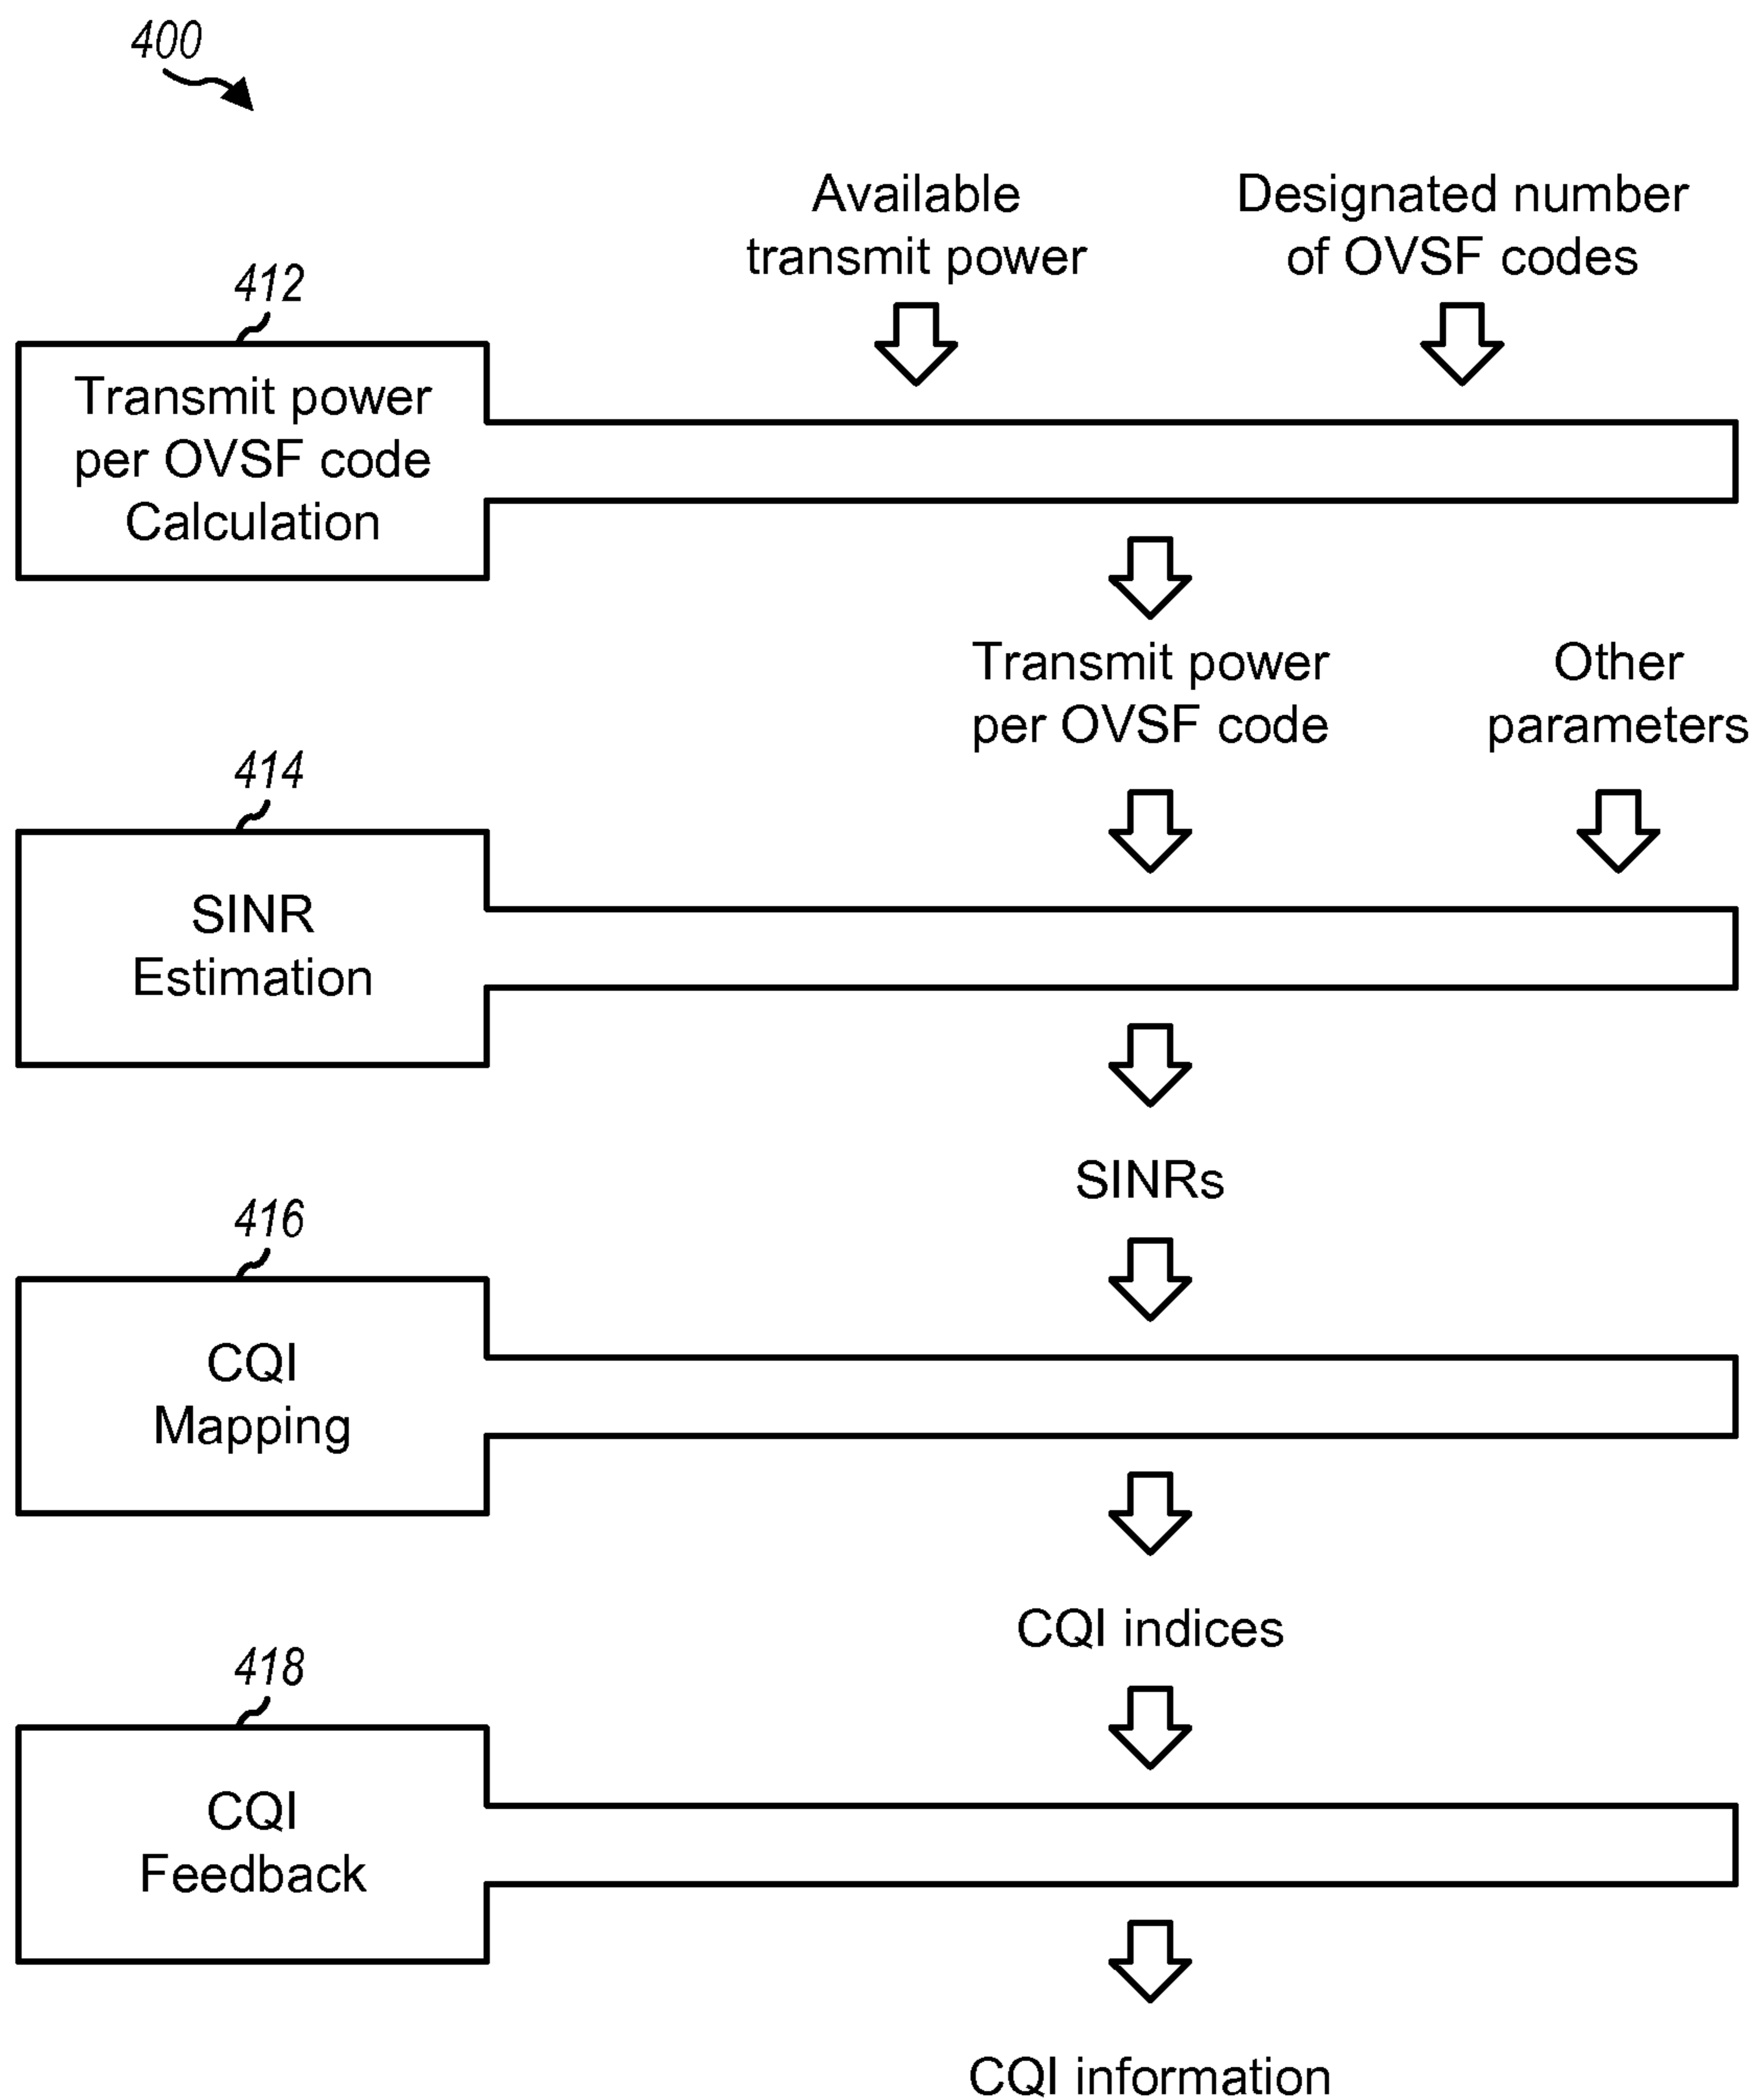 400
Available
transmit power
Designated number
of OVSF codes
412
Transmit power
per OVSF code
Calculation
Transmit power
per OVSF code
Other
parameters
414
SINR
Estimation
SINRs
416
CQI
Mapping
CQI indices
418
CQI
Feedback
CQI information